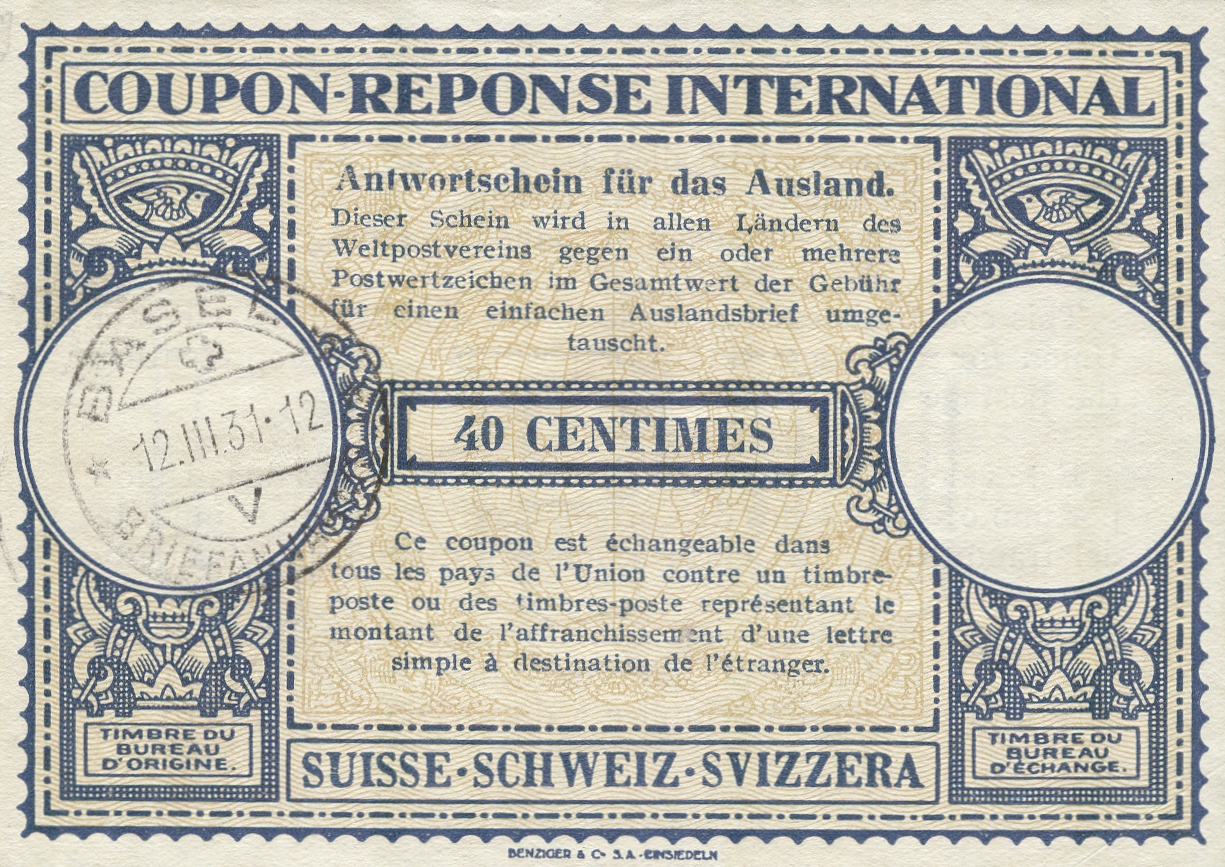 COUPON-REPONSE INTERNATIONAL
Antwortschein für das Ausland.
Dieser Schein wird in allen Ländern des
Weltpostvereins gegen ein oder mehrere
Postwertzeichen im Gesamtwert der Gebühr
für einen einfachen Auslandsbrief umge-
tauscht.
BASEL
12.III.31·12
V
40 CENTIMES
Ce coupon est échangeable dans
tous les pays de l'Union contre un timbre-
poste ou des timbres-poste représentant le
montant de l'affranchissement d'une lettre
simple à destination de l'étranger.
TIMBRE DU
BUREAU
D'ORIGINE.
TIMBRE DU
BUREAU
D'ÉCHANGE.
SUISSE·SCHWEIZ·SVIZZERA
BENZIGER & Co S.A.-EINSIEDELN